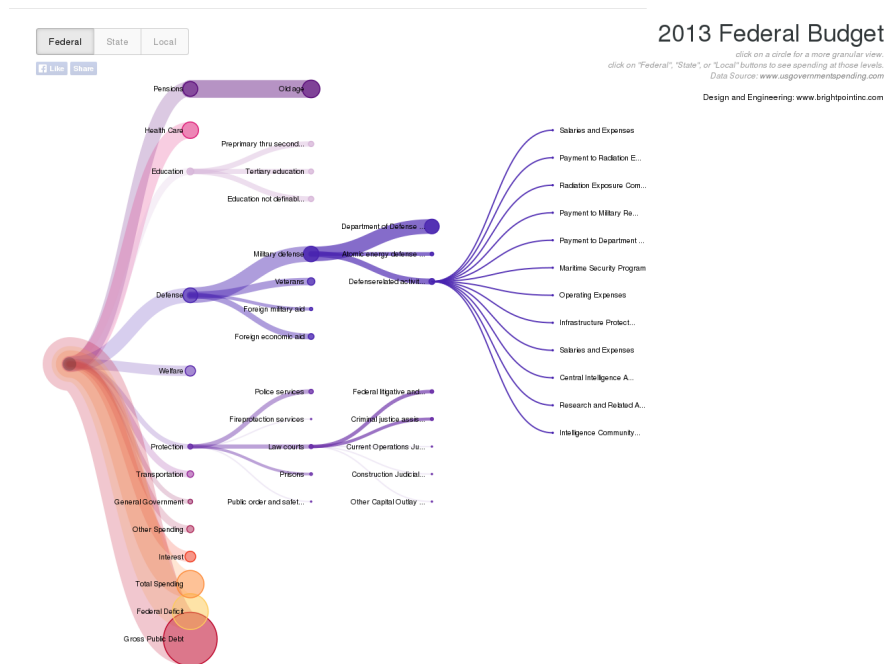 2013 Federal Budget
click on a circle for a more granular view.
click on "Federal", "State", or "Local" buttons to see spending at those levels.
Data Source: www.usgovernmentspending.com
Design and Engineering: www.brightpointinc.com
Federal State Local
Like Share
Pensions
Old age
Health Care
Education
Preprimary thru second...
Tertiary education
Education not definabl...
Defense
Military defense
Veterans
Foreign military aid
Foreign economic aid
Department of Defense ...
Atomic energy defense ...
Defenserelated activit...
Salaries and Expenses
Payment to Radiation E...
Radiation Exposure Com...
Payment to Military Re...
Payment to Department ...
Maritime Security Program
Operating Expenses
Infrastructure Protect...
Salaries and Expenses
Central Intelligence A...
Research and Related A...
Intelligence Community...
Welfare
Protection
Police services
Fireprotection services
Law courts
Prisons
Public order and safet...
Federal litigative and...
Criminal justice assis...
Current Operations Ju...
Construction Judicial...
Other Capital Outlay ...
Transportation
General Government
Other Spending
Interest
Total Spending
Federal Deficit
Gross Public Debt